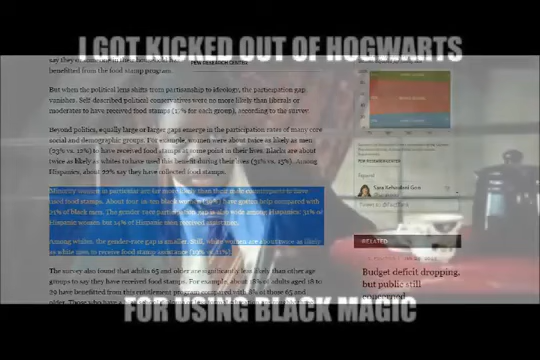 I GOT KICKED OUT OF HOGWARTS
PEW RESEARCH CENTER
benefitted from the food stamp program.
But when the political lens shifts from partisanship to ideology, the participation gap
vanishes. Self-described political conservatives were no more likely than liberals or
moderates to have received food stamps (17% for each group), according to the survey.
Beyond politics, equally large or larger gaps emerge in the participation rates of many core
social and demographic groups. For example, women were about twice as likely as men
(23% vs. 12%) to have received food stamps at some point in their lives. Blacks are about
twice as likely as whites to have used this benefit during their lives (31% vs. 15%). Among
Hispanics, about 22% say they have collected food stamps.
Minority women in particular are far more likely than their male counterparts to have
used food stamps. About four in ten black women (39%) have gotten help compared with
21% of black men. The gender-race participation gap is also wide among Hispanics: 31% of
Hispanic women but 14% of Hispanic men received assistance.
Among whites, the gender-race gap is smaller. Still, white women are about twice as likely
as white men to receive food stamp assistance (19% vs. 11%).
The survey also found that adults 65 and older are significantly less likely than other age
groups to say they have received food stamps. For example, about 18% of adults aged 18 to
29 have benefitted from this entitlement program compared with 8% of those 65 and
Expand
RELATED
Budget deficit dropping,
but public still
concerned
FOR USING BLACK MAGIC